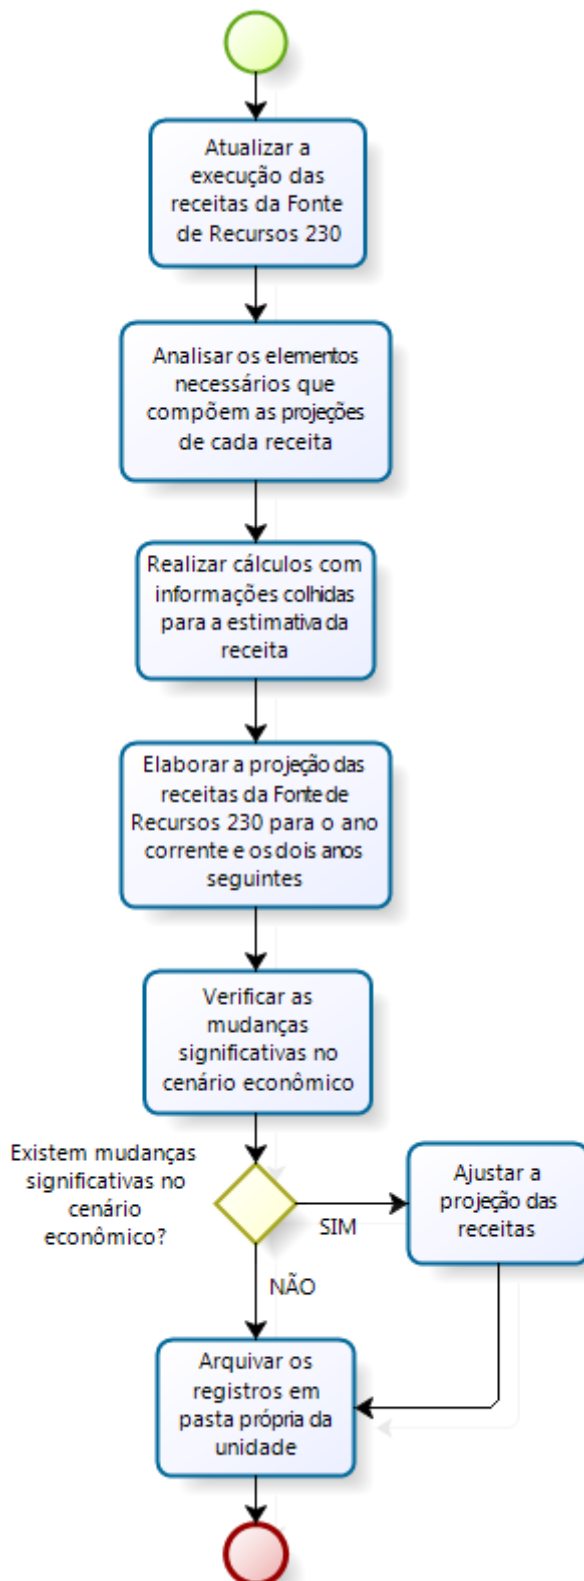 Atualizar a
execução das
receitas da Fonte
de Recursos 230
Analisar os elementos
necessários que
compõem as projeções
de cada receita
Realizar cálculos com
informações colhidas
para a estimativa da
receita
Elaborar a projeção das
receitas da Fonte de
Recursos 230 para o ano
corrente e os dois anos
seguintes
Verificar as
mudanças
significativas no
cenário econômico
Existem mudanças
significativas no
cenário
econômico?
SIM
Ajustar a
projeção das
receitas
NÃO
Arquivar os
registros em
pasta própria da
unidade